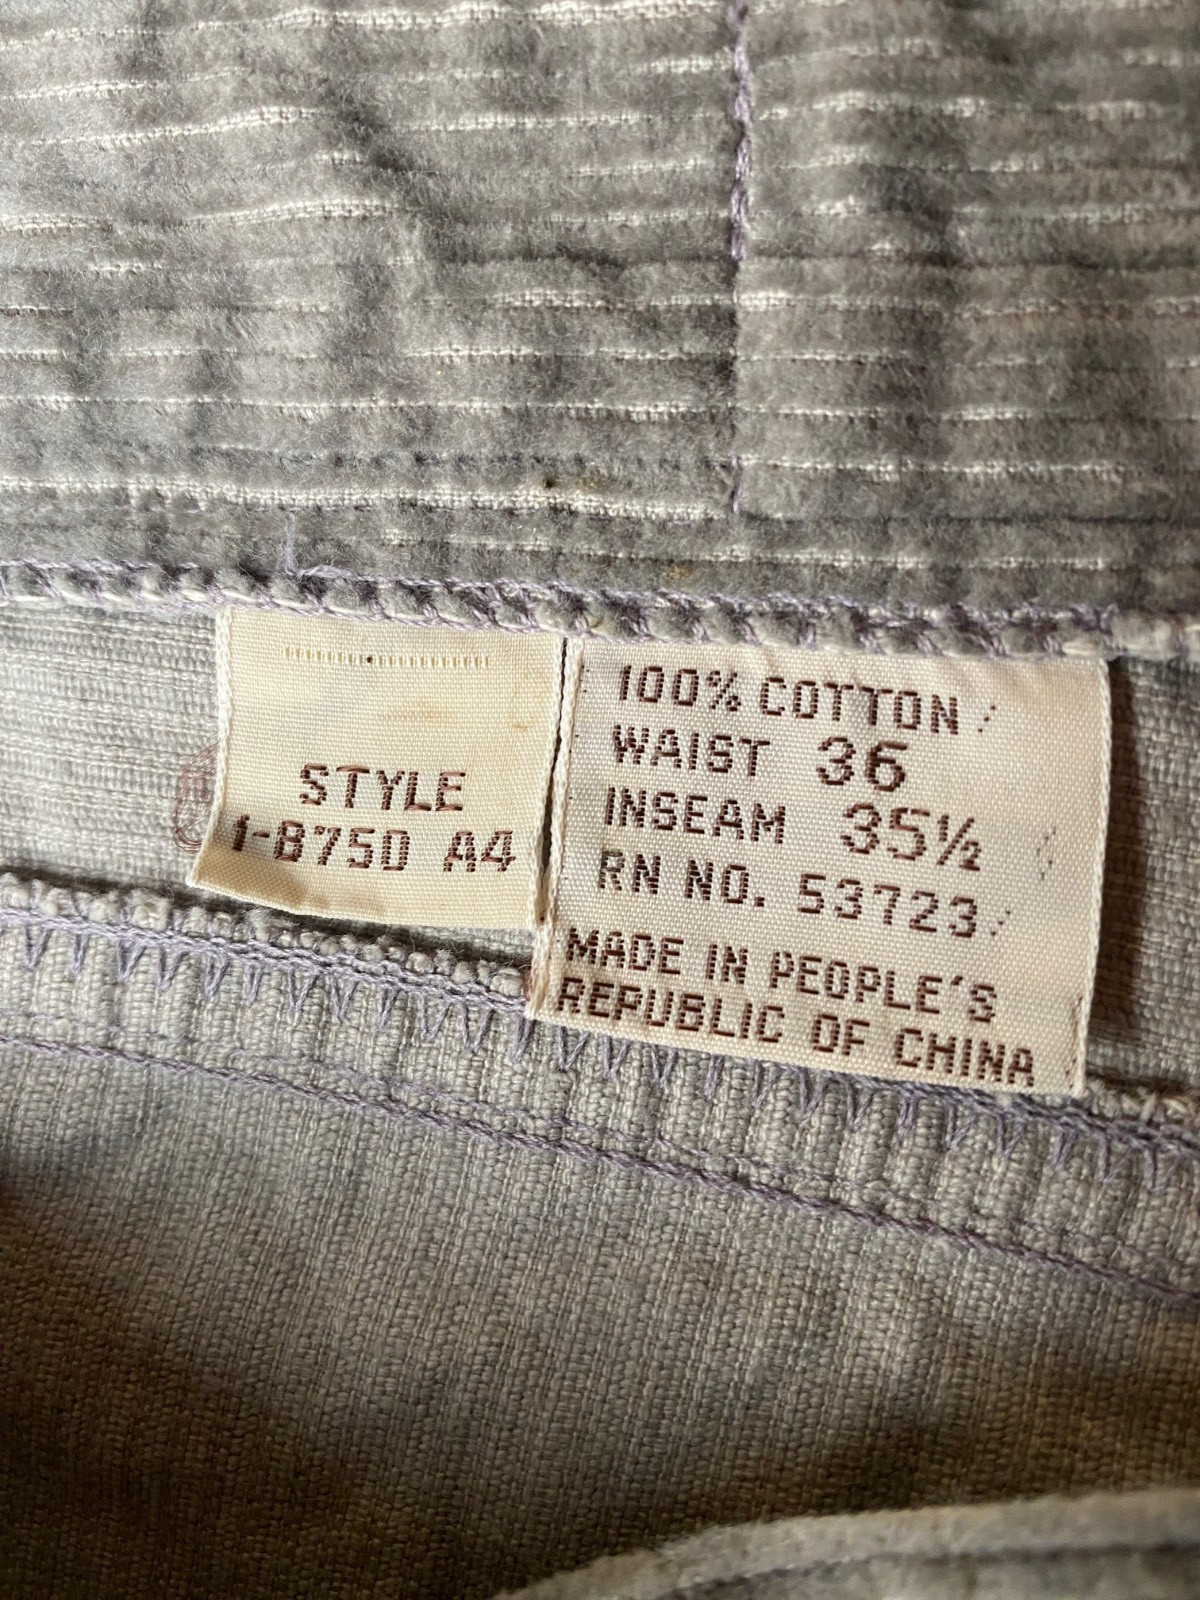 STYLE
1-8750 A4
100% COTTON
WAIST 36
INSEAM 35½
RN NO. 53723
MADE IN PEOPLE'S
REPUBLIC OF CHINA